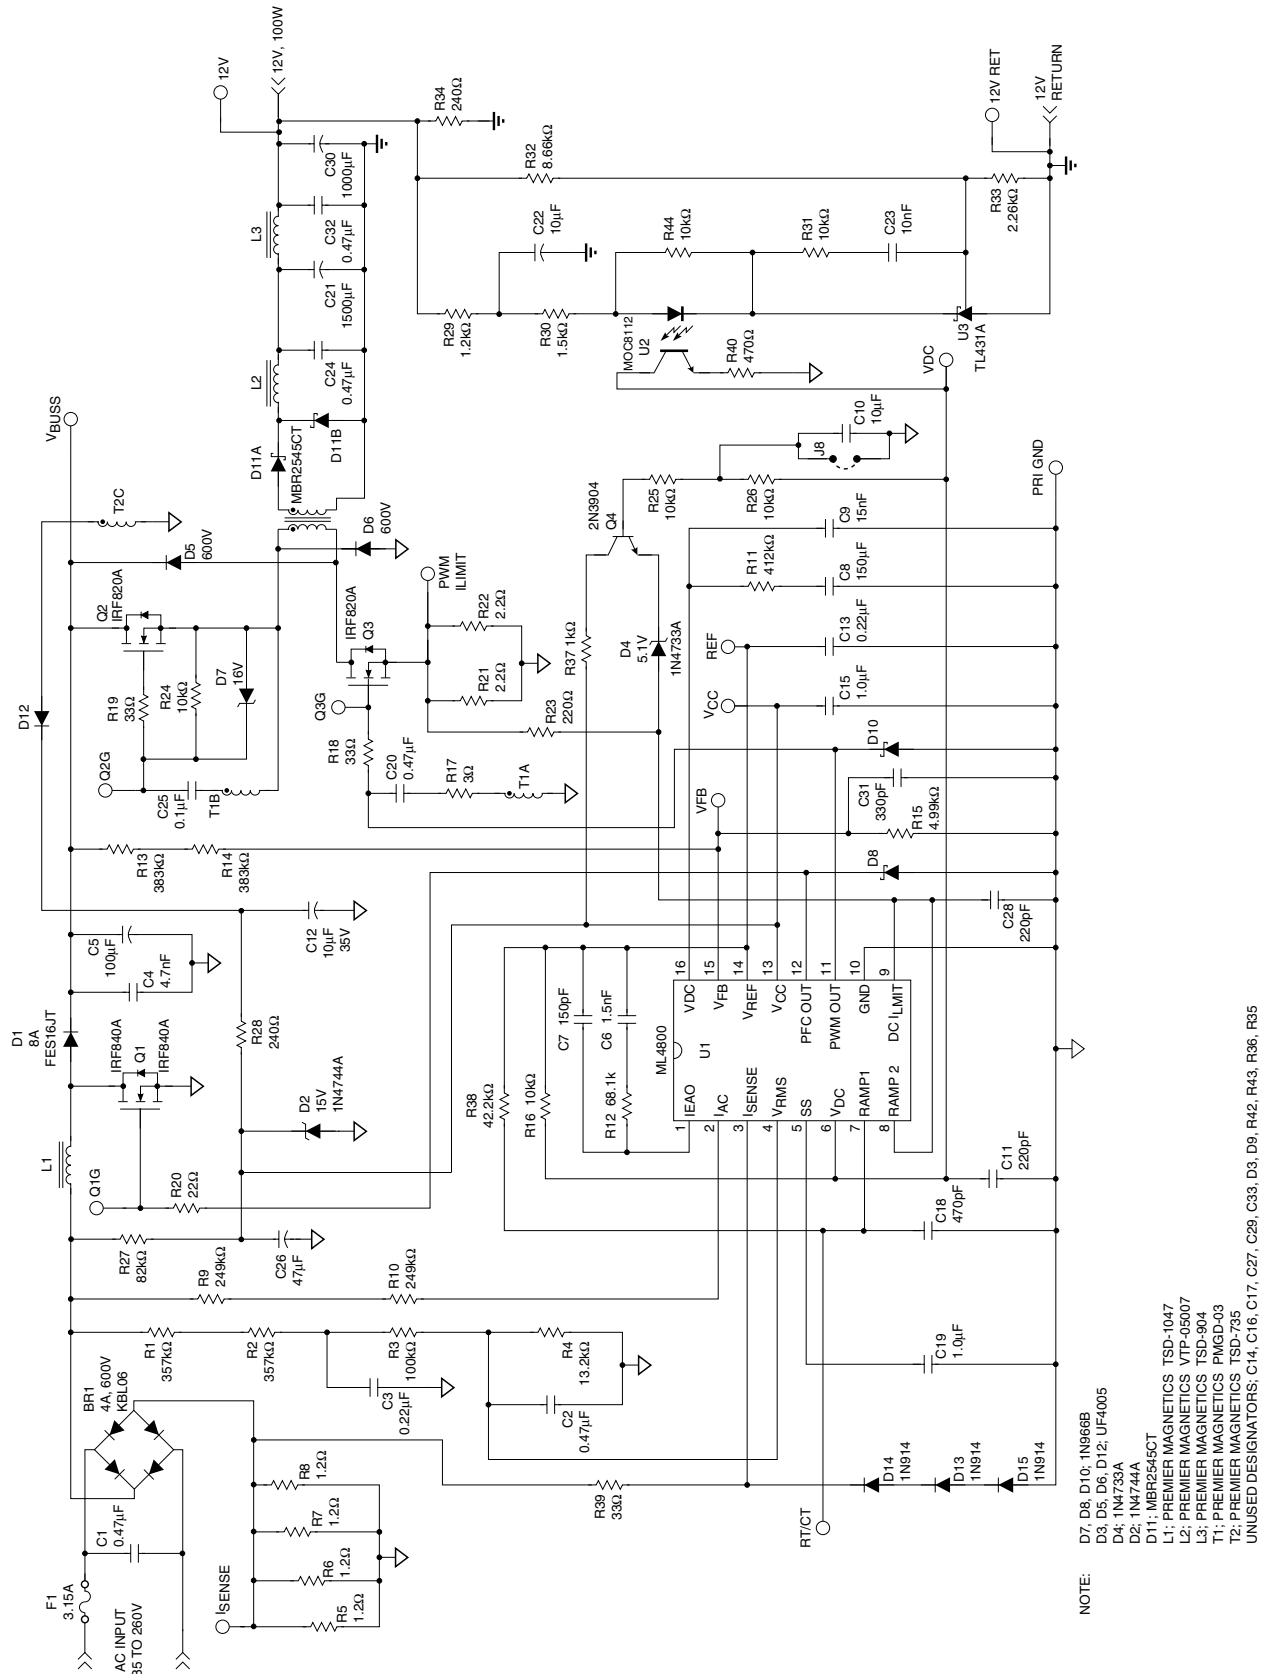 AC INPUT
85 TO 260V
F1
3.15A
C1
0.47µF
BR1
4A, 600V
KBL06
ISENSE
R5
1.2Ω
R6
1.2Ω
R7
1.2Ω
R8
1.2Ω
R1
357kΩ
R2
357kΩ
C3
0.22µF
R3
100kΩ
C2
0.47µF
R4
13.2kΩ
R9
249kΩ
R10
249kΩ
R27
82kΩ
C26
47µF
Q1G
R20
22Ω
L1
D2
15V
1N4744A
R28
240Ω
IRF840A
Q1
IRF840A
D1
8A
FES16JT
C4
4.7nF
C5
100µF
C12
10µF
35V
R13
383kΩ
R14
383kΩ
D12
Q2G
C25
0.1µF
T1B
R19
33Ω
R24
10kΩ
D7
16V
Q2
IRF820A
D5
600V
T2C
VBUSS
R18
33Ω
Q3G
C20
0.47µF
R17
3Ω
T1A
IRF820A
Q3
D6
600V
PWM
ILIMIT
R21
2.2Ω
R22
2.2Ω
R23
220Ω
D11A
MBR2545CT
D11B
L2
C24
0.47µF
C21
1500µF
L3
C32
0.47µF
C30
1000µF
12V
12V, 100W
R34
240Ω
R32
8.66kΩ
C22
10µF
R29
1.2kΩ
R30
1.5kΩ
R44
10kΩ
R31
10kΩ
C23
10nF
MOC8112
U2
R40
470Ω
U3
TL431A
R33
2.26kΩ
12V RET
12V
RETURN
VDC
J8
C10
10µF
R25
10kΩ
R26
10kΩ
2N3904
Q4
R37 1kΩ
D4
5.1V
1N4733A
R11
412kΩ
C9
15nF
C8
150µF
C13
0.22µF
C15
1.0µF
REF
VCC
VFB
D10
C31
330pF
R15
4.99kΩ
D8
C28
220pF
PRI GND
R38
42.2kΩ
R16 10kΩ
C7 150pF
C6 1.5nF
R12 68.1k
ML4800
U1
1 IEAO
2 IAC
3 ISENSE
4 VRMS
5 SS
6 VDC
7 RAMP1
8 RAMP 2
VDC 16
VFB 15
VREF 14
VCC 13
PFC OUT 12
PWM OUT 11
GND 10
DC ILMIT 9
C11
220pF
C18
470pF
C19
1.0µF
R39
33Ω
RT/CT
D14
1N914
D13
1N914
D15
1N914
NOTE: D7, D8, D10; 1N966B
D3, D5, D6, D12; UF4005
D4; 1N4733A
D2; 1N4744A
D11; MBR2545CT
L1; PREMIER MAGNETICS TSD-1047
L2; PREMIER MAGNETICS VTP-05007
L3; PREMIER MAGNETICS TSD-904
T1; PREMIER MAGNETICS PMGD-03
T2; PREMIER MAGNETICS TSD-735
UNUSED DESIGNATORS; C14, C16, C17, C27, C29, C33, D3, D9, R42, R43, R36, R35